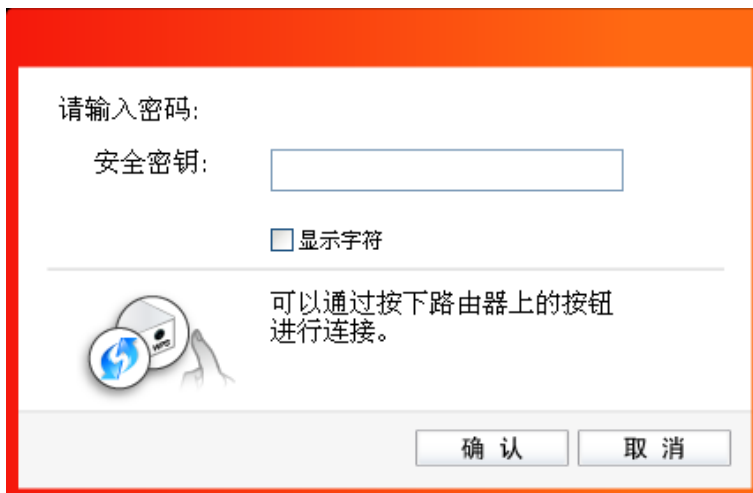 请输入密码:
安全密钥:
显示字符
可以通过按下路由器上的按钮
进行连接。
WPS
确 认
取 消